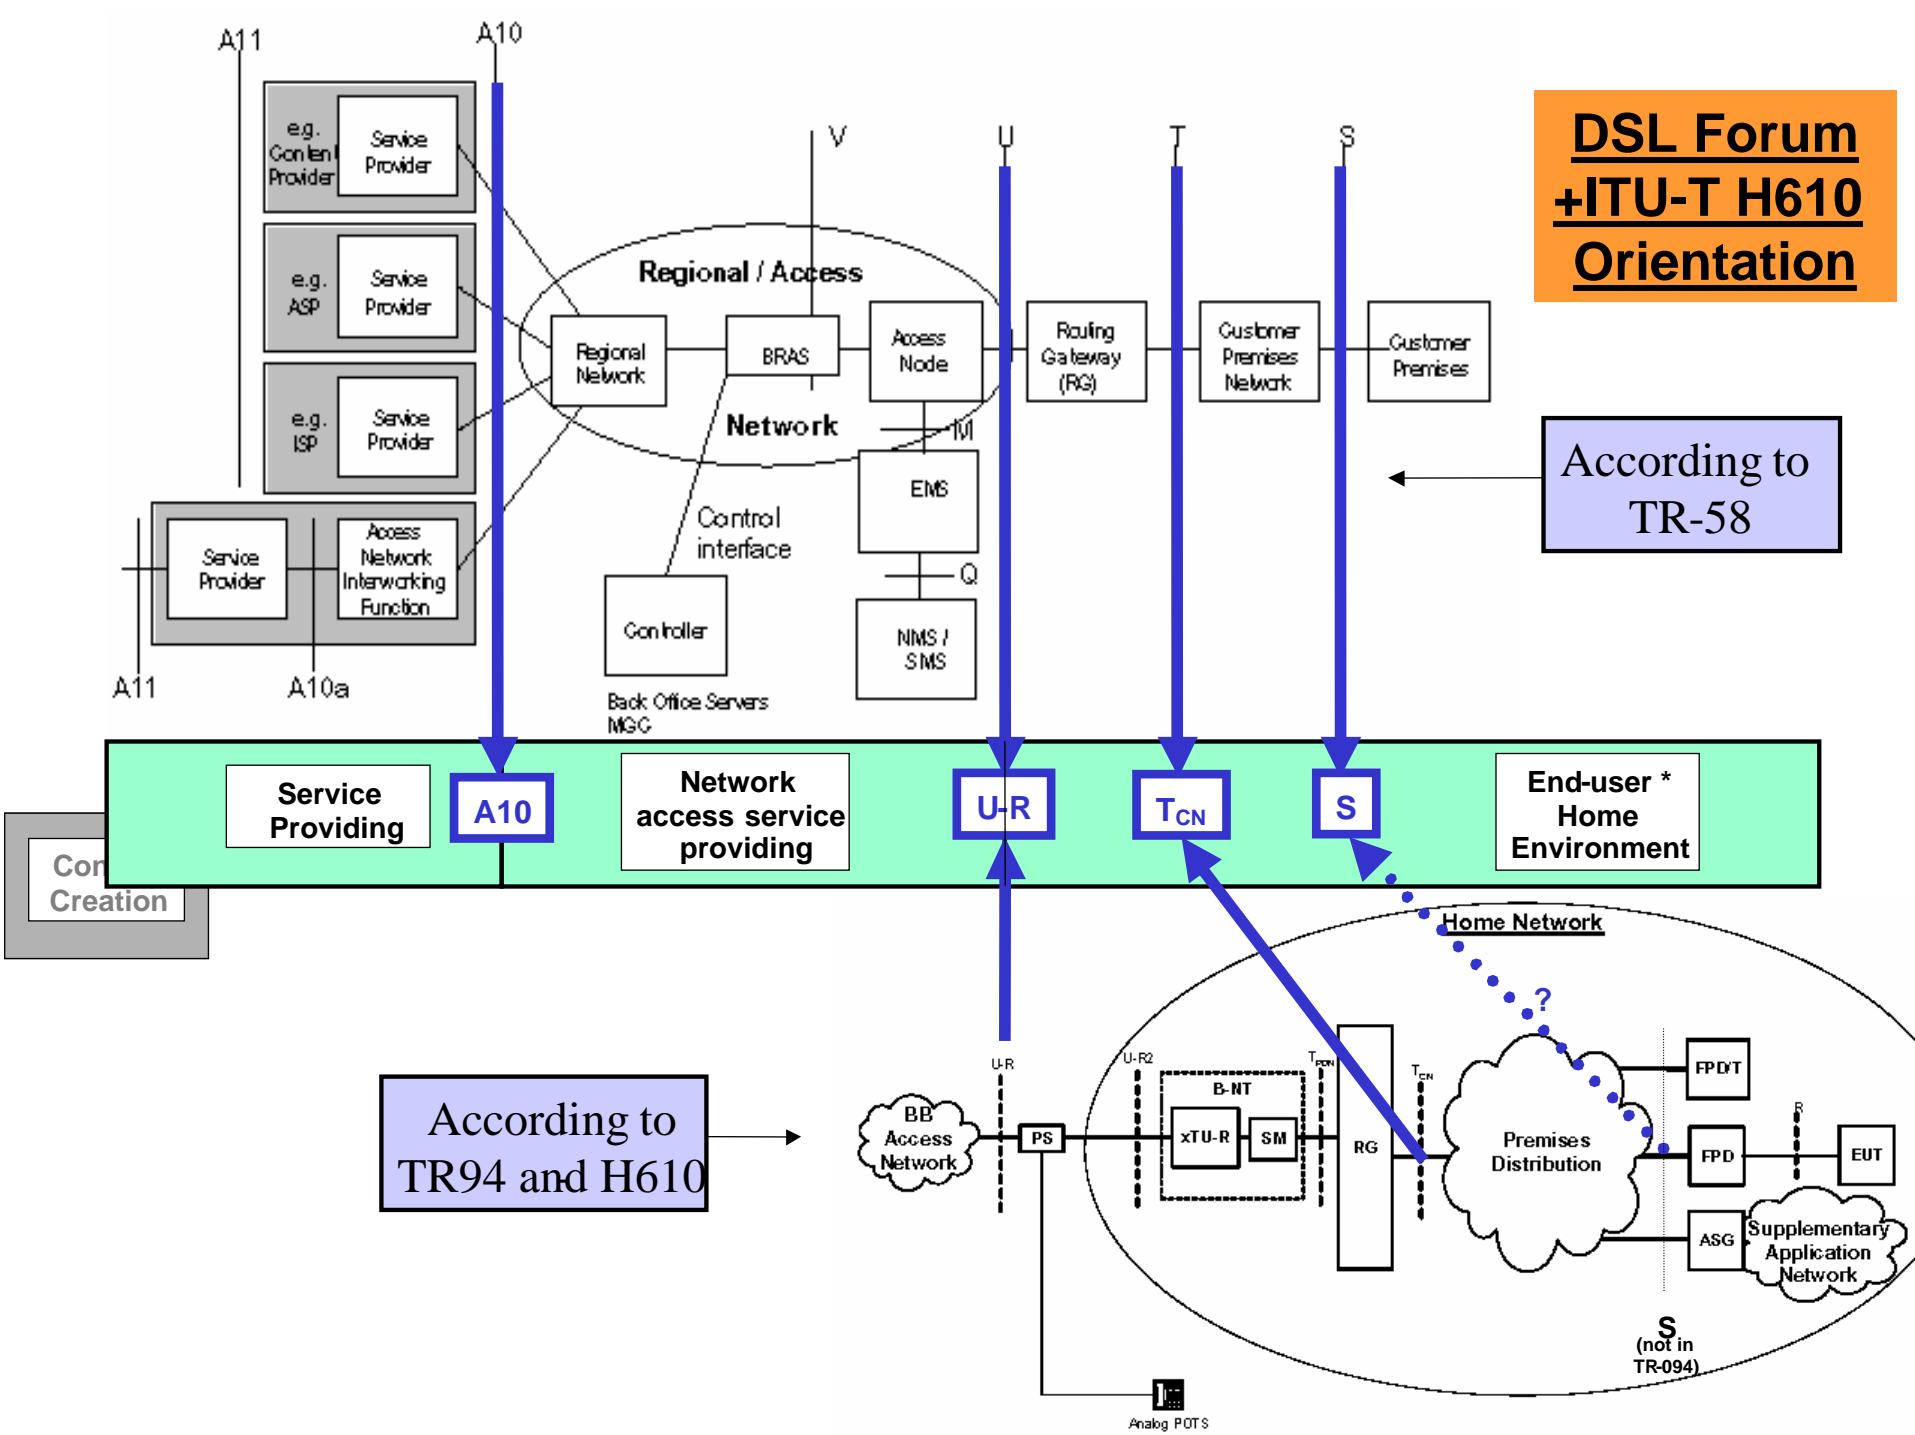 A11
A10
DSL Forum
+ITU-T H610
Orientation
V
U
T
S
e.g.
Content
Provider
Service
Provider
e.g.
ASP
Service
Provider
e.g.
ISP
Service
Provider
Regional / Access
Network
Regional
Network
BRAS
Access
Node
Routing
Gateway
(RG)
Customer
Premises
Network
Customer
Premises
M
EMS
Q
NMS /
SMS
Control
interface
Controller
Back Office Servers
Service
Provider
Access
Network
Interworking
Function
A11
A10a
According to
TR-58
Service
Providing
A10
Network
access service
providing
U-R
TCN
S
End-user *
Home
Environment
Con
Creation
Home Network
?
According to
TR94 and H610
U-R
U-R2
B-NT
TPDN
TCN
BB
Access
Network
PS
xTU-R
SM
RG
Premises
Distribution
FPD/T
FPD
R
EUT
ASG
Supplementary
Application
Network
S
(not in
TR-094)
Analog POTS